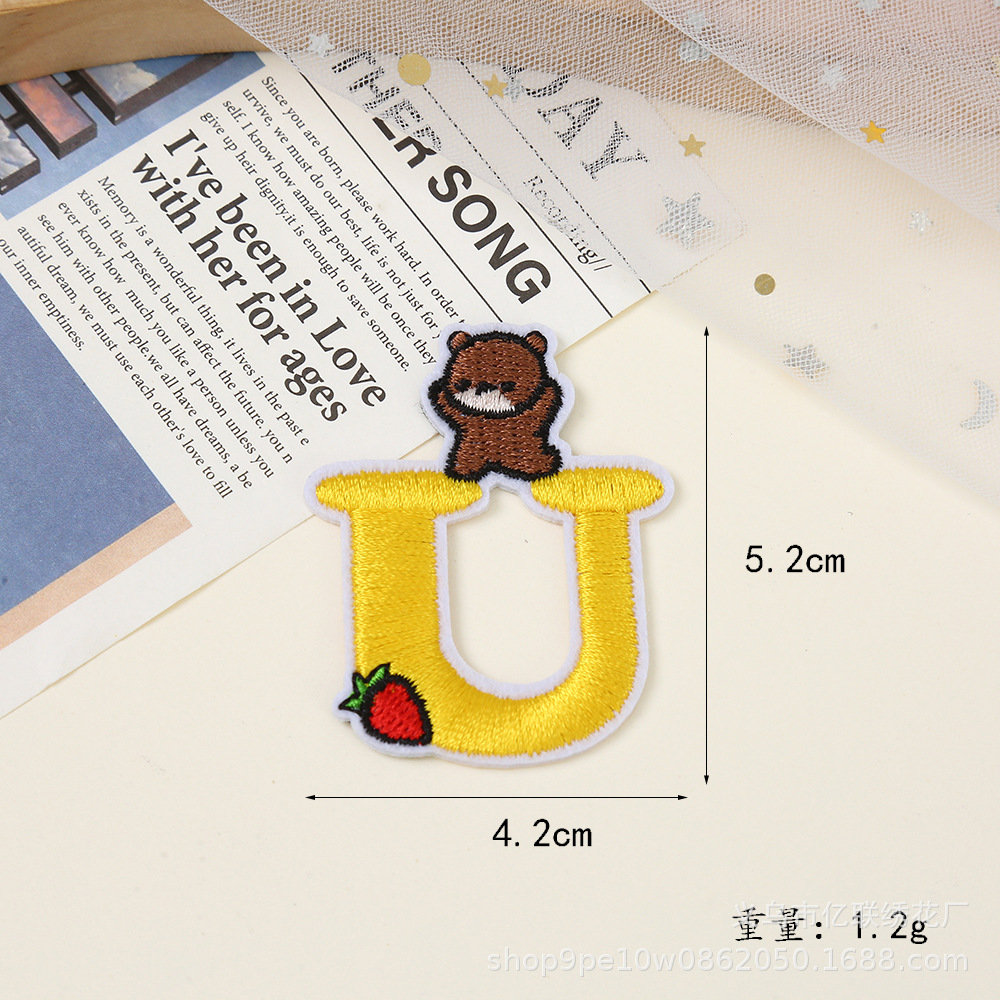 DAY
THER SONG
Recording//
Since you are born, please work hard. In order t
urvive, we must do our best, life is not just for
self. I know how amazing people will be once they
give up heir dignity.it is enough to save someone.
I've been in Love
with her for ages
Memory is a wonderful thing, it lives in the past e
xists in the present, but can affect the future. you n
ever know how much you like a person unless you
see him with other people.we all have dreams, a be
autiful dream, we must use each other's love to fill
our inner emptiness.
U
5.2cm
4.2cm
义乌市亿联绣花厂
重量: 1.2g
shop9pe10w0862050.1688.com